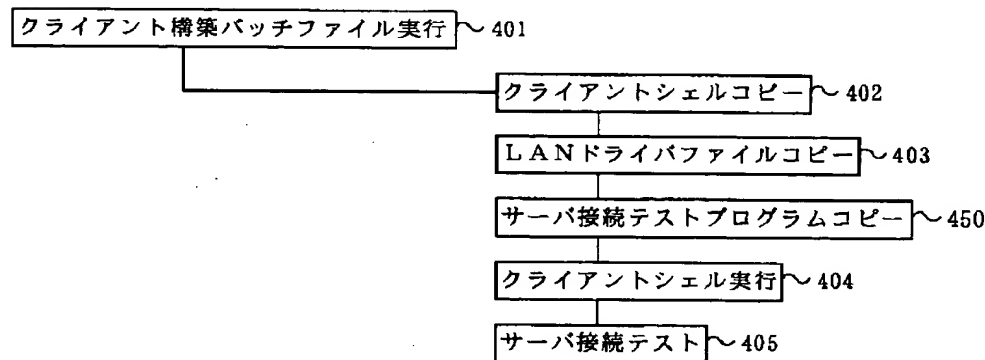 クライアント構築バッチファイル実行 401
クライアントシェルコピー 402
LANドライバファイルコピー 403
サーバ接続テストプログラムコピー 450
クライアントシェル実行 404
サーバ接続テスト 405